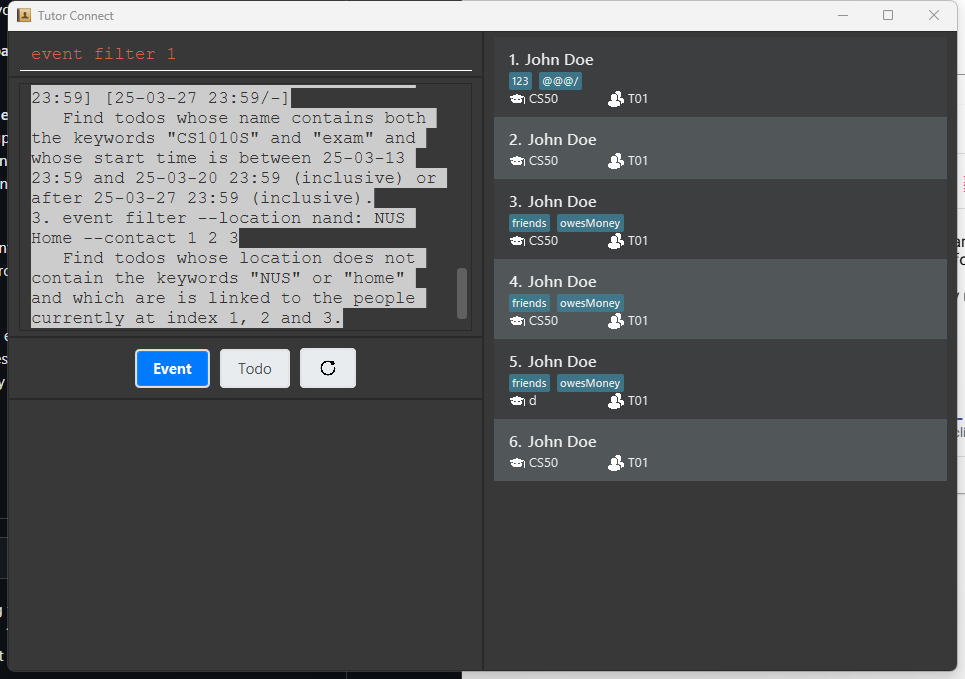 Tutor Connect
event filter 1
23:59] [25-03-27 23:59/-]
Find todos whose name contains both
the keywords "CS1010S" and "exam" and
whose start time is between 25-03-13
23:59 and 25-03-20 23:59 (inclusive) or
after 25-03-27 23:59 (inclusive).
3. event filter --location nand: NUS
Home --contact 1 2 3
Find todos whose location does not
contain the keywords "NUS" or "home"
and which are is linked to the people
currently at index 1, 2 and 3.
Event Todo
1. John Doe
123 @@@/
CS50 T01
2. John Doe
CS50 T01
3. John Doe
friends owesMoney
CS50 T01
4. John Doe
friends owesMoney
CS50 T01
5. John Doe
friends owesMoney
d T01
6. John Doe
CS50 T01